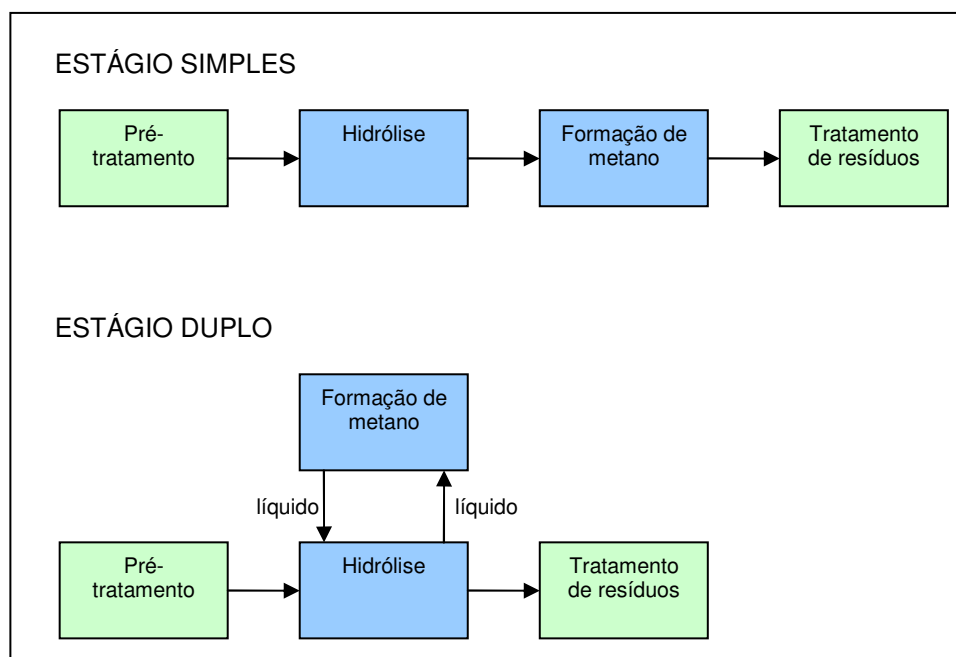 ESTÁGIO SIMPLES
Pré-
tratamento
Hidrólise
Formação de
metano
Tratamento
de resíduos
ESTÁGIO DUPLO
Formação de
metano
líquido
líquido
Pré-
tratamento
Hidrólise
Tratamento
de resíduos